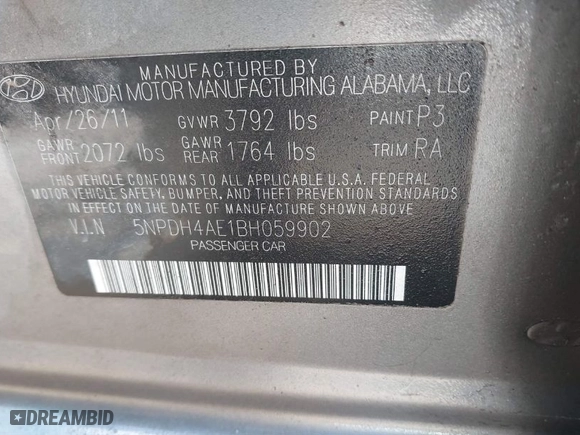 MANUFACTURED BY
HYUNDAI MOTOR MANUFACTURING ALABAMA, LLC
Apr/26/11 GVWR 3792 lbs PAINT P3
GAWR FRONT 2072 lbs GAWR REAR 1764 lbs TRIM RA
THIS VEHICLE CONFORMS TO ALL APPLICABLE U.S.A. FEDERAL
MOTOR VEHICLE SAFETY, BUMPER, AND THEFT PREVENTION STANDARDS
IN EFFECT ON THE DATE OF MANUFACTURE SHOWN ABOVE.
V.I.N 5NPDH4AE1BH059902
PASSENGER CAR
DREAMBID